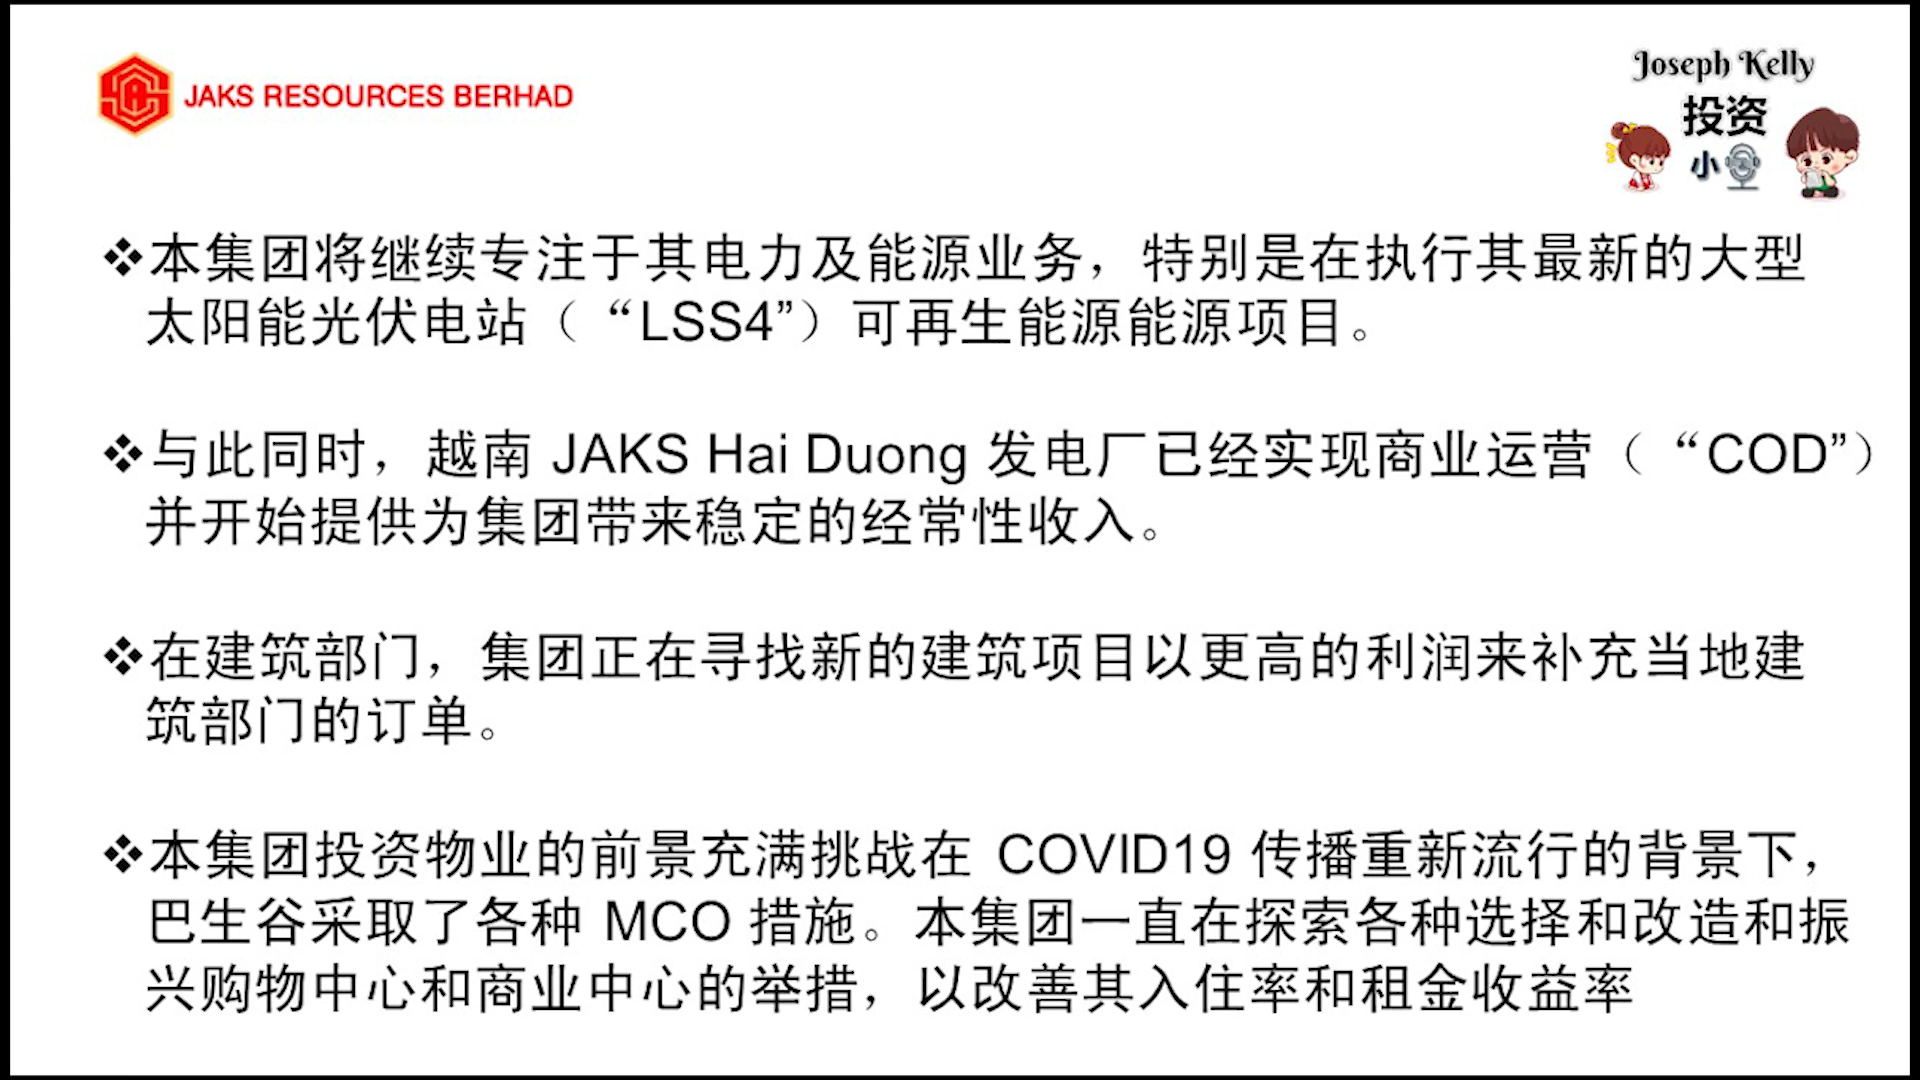 JAKS RESOURCES BERHAD
Joseph Kelly
投资
小
❖本集团将继续专注于其电力及能源业务，特别是在执行其最新的大型
太阳能光伏电站（“LSS4”）可再生能源能源项目。
❖与此同时，越南 JAKS Hai Duong 发电厂已经实现商业运营（“COD”）
并开始提供为集团带来稳定的经常性收入。
❖在建筑部门，集团正在寻找新的建筑项目以更高的利润来补充当地建
筑部门的订单。
❖本集团投资物业的前景充满挑战在 COVID19 传播重新流行的背景下，
巴生谷采取了各种 MCO 措施。本集团一直在探索各种选择和改造和振
兴购物中心和商业中心的举措，以改善其入住率和租金收益率